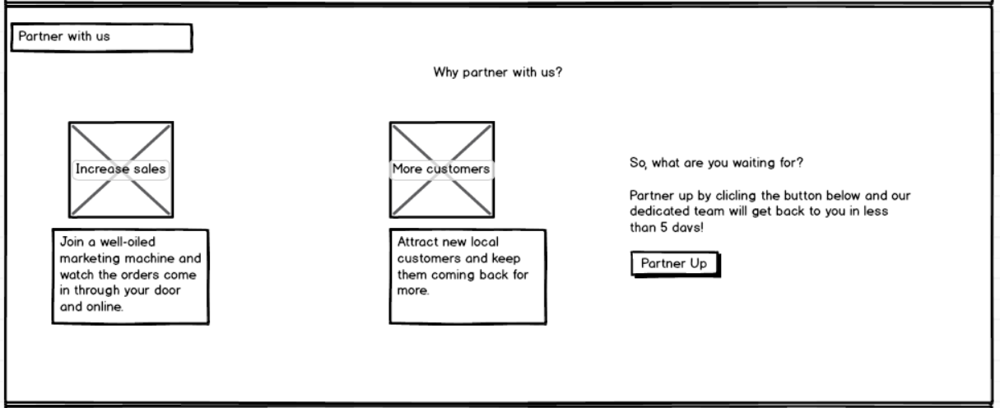 Partner with us
Why partner with us?
Increase sales
More customers
Join a well-oiled
marketing machine and
watch the orders come
in through your door
and online.
Attract new local
customers and keep
them coming back for
more.
So, what are you waiting for?
Partner up by clicling the button below and our
dedicated team will get back to you in less
than 5 days!
Partner Up